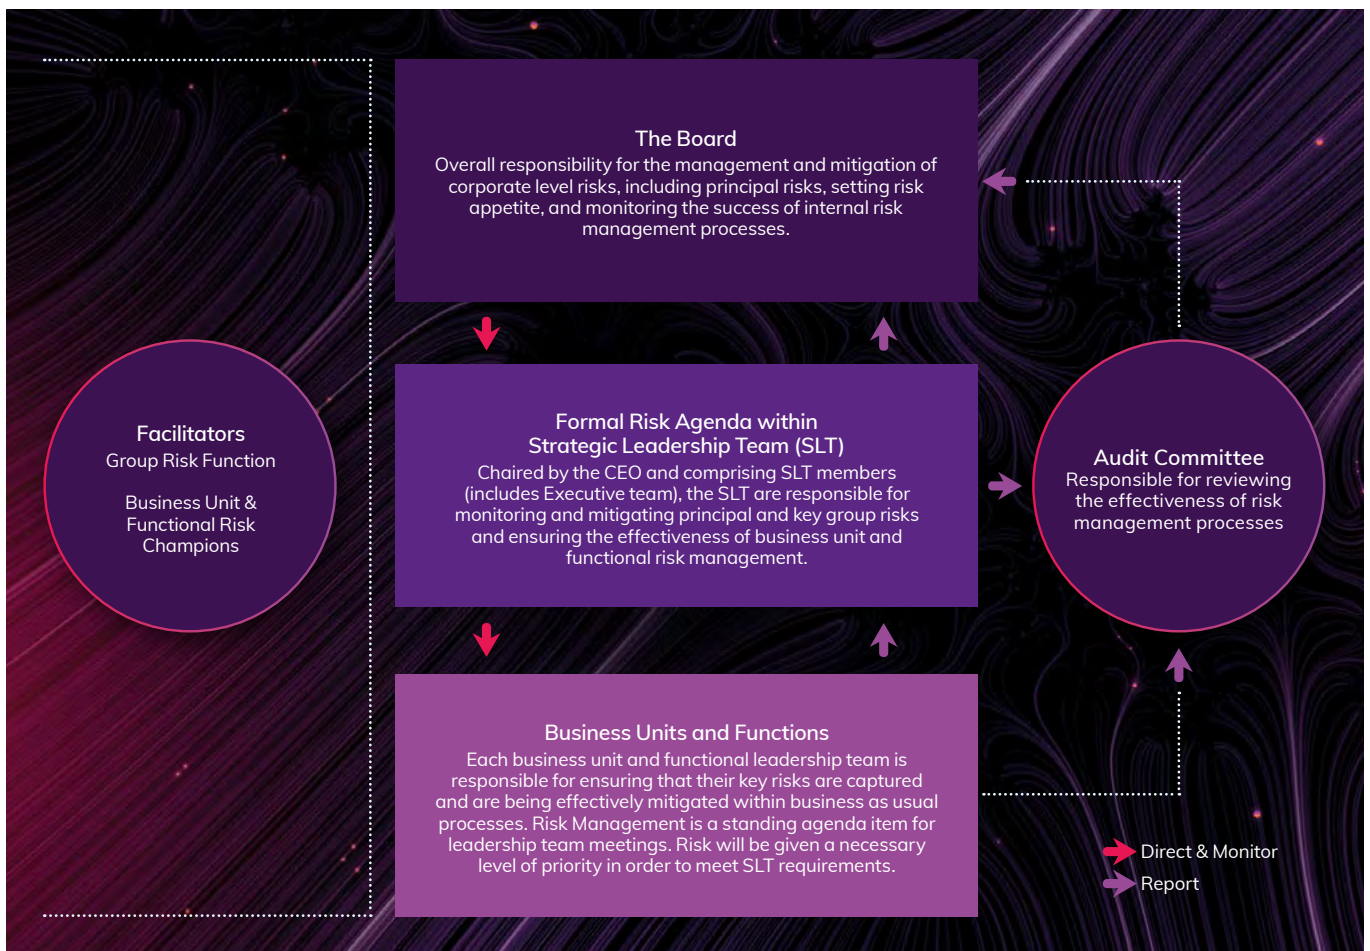 The Board
Overall responsibility for the management and mitigation of
corporate level risks, including principal risks, setting risk
appetite, and monitoring the success of internal risk
management processes.
Facilitators
Group Risk Function
Business Unit &
Functional Risk
Champions
Formal Risk Agenda within
Strategic Leadership Team (SLT)
Chaired by the CEO and comprising SLT members
(includes Executive team), the SLT are responsible for
monitoring and mitigating principal and key group risks
and ensuring the effectiveness of business unit and
functional risk management.
Audit Committee
Responsible for reviewing
the effectiveness of risk
management processes
Business Units and Functions
Each business unit and functional leadership team is
responsible for ensuring that their key risks are captured
and are being effectively mitigated within business as usual
processes. Risk Management is a standing agenda item for
leadership team meetings. Risk will be given a necessary
level of priority in order to meet SLT requirements.
Direct & Monitor
Report